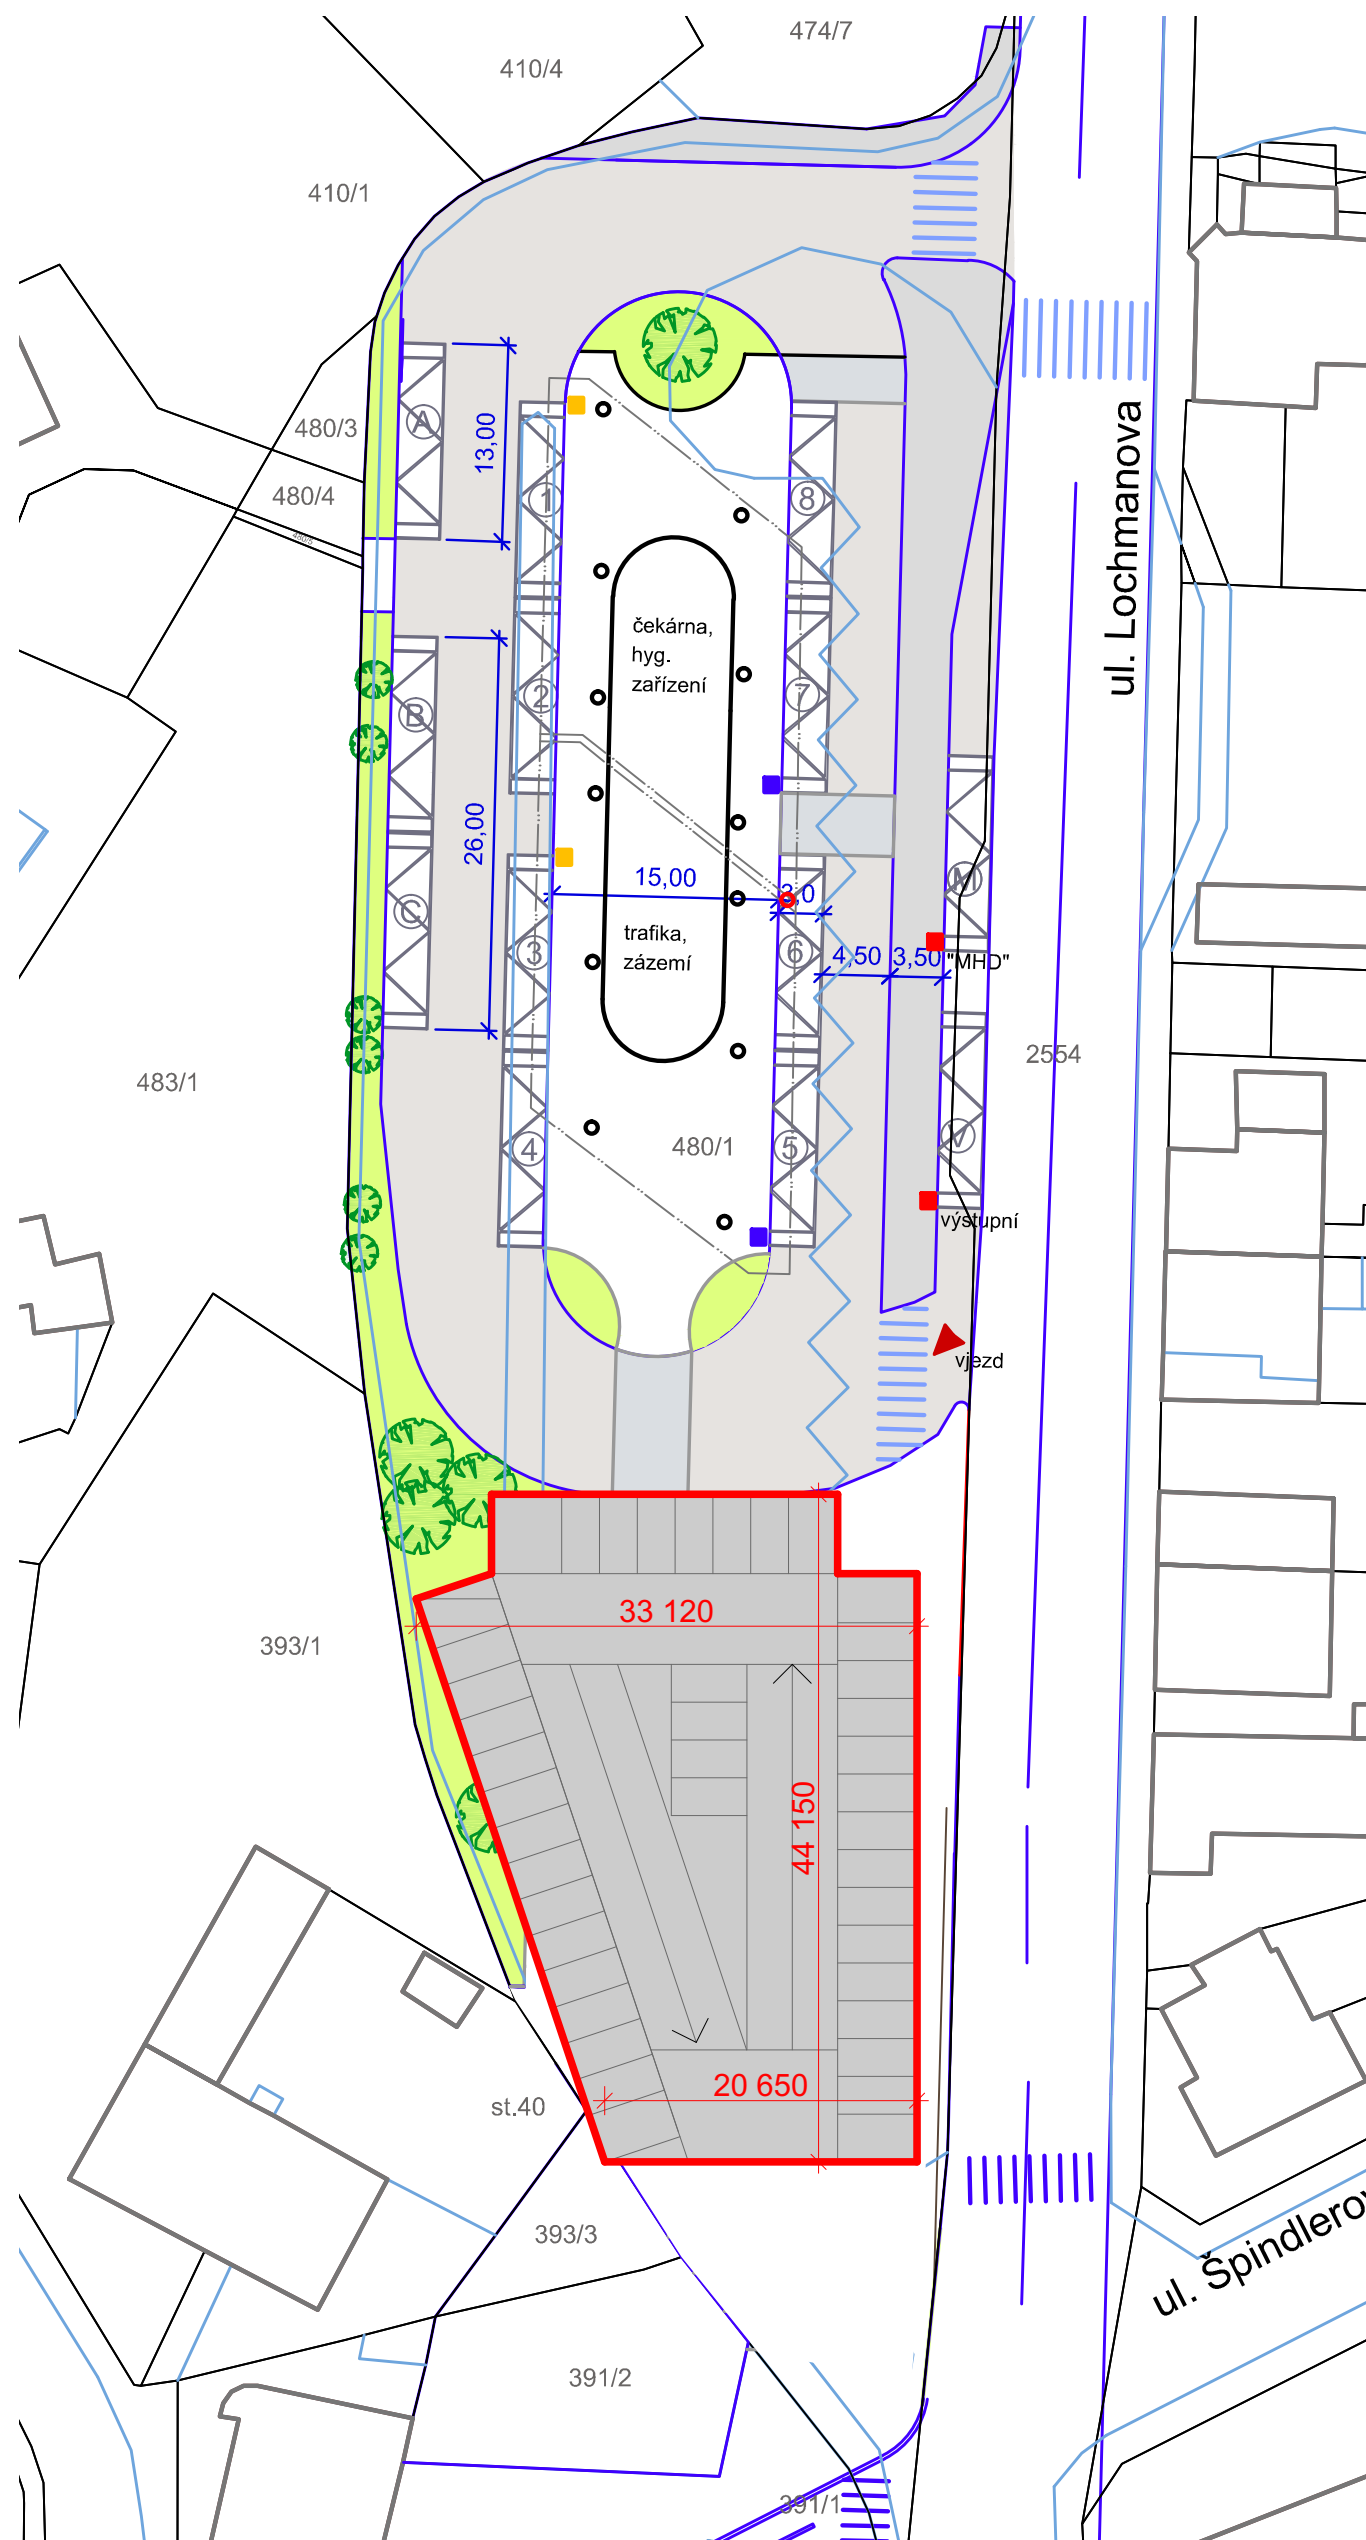 474/7
410/4
410/1
480/3
480/4
A
13,00
1
8
ul. Lochmanova
čekárna,
hyg.
zařízení
2
7
B
26,00
C
15,00
3,0
M
trafika,
zázemí
3
6
4,50
3,50
"MHD"
2554
483/1
480/1
4
5
V
výstupní
vjezd
33 120
393/1
44 150
20 650
st.40
393/3
ul. Špindlerov
391/2
391/1